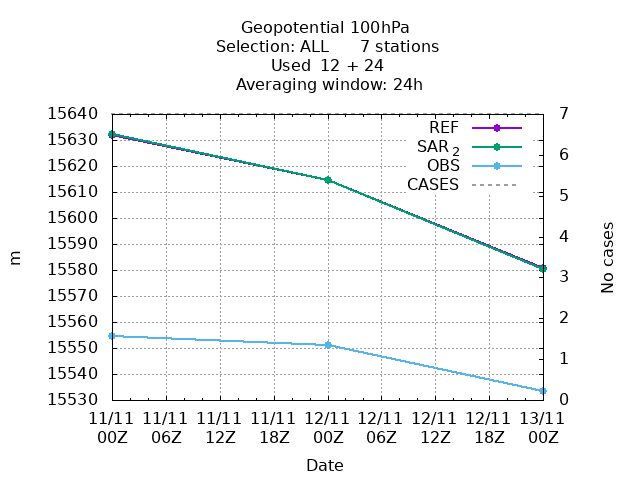 Geopotential 100hPa
Selection: ALL 7 stations
Used 12 + 24
Averaging window: 24h
15640
15630
15620
15610
15600
15590
15580
15570
15560
15550
15540
15530
m
7
6
5
4
3
2
1
0
No cases
REF
SAR 2
OBS
CASES
11/11 11/11 11/11 11/11 12/11 12/11 12/11 12/11 13/11
00Z 06Z 12Z 18Z 00Z 06Z 12Z 18Z 00Z
Date